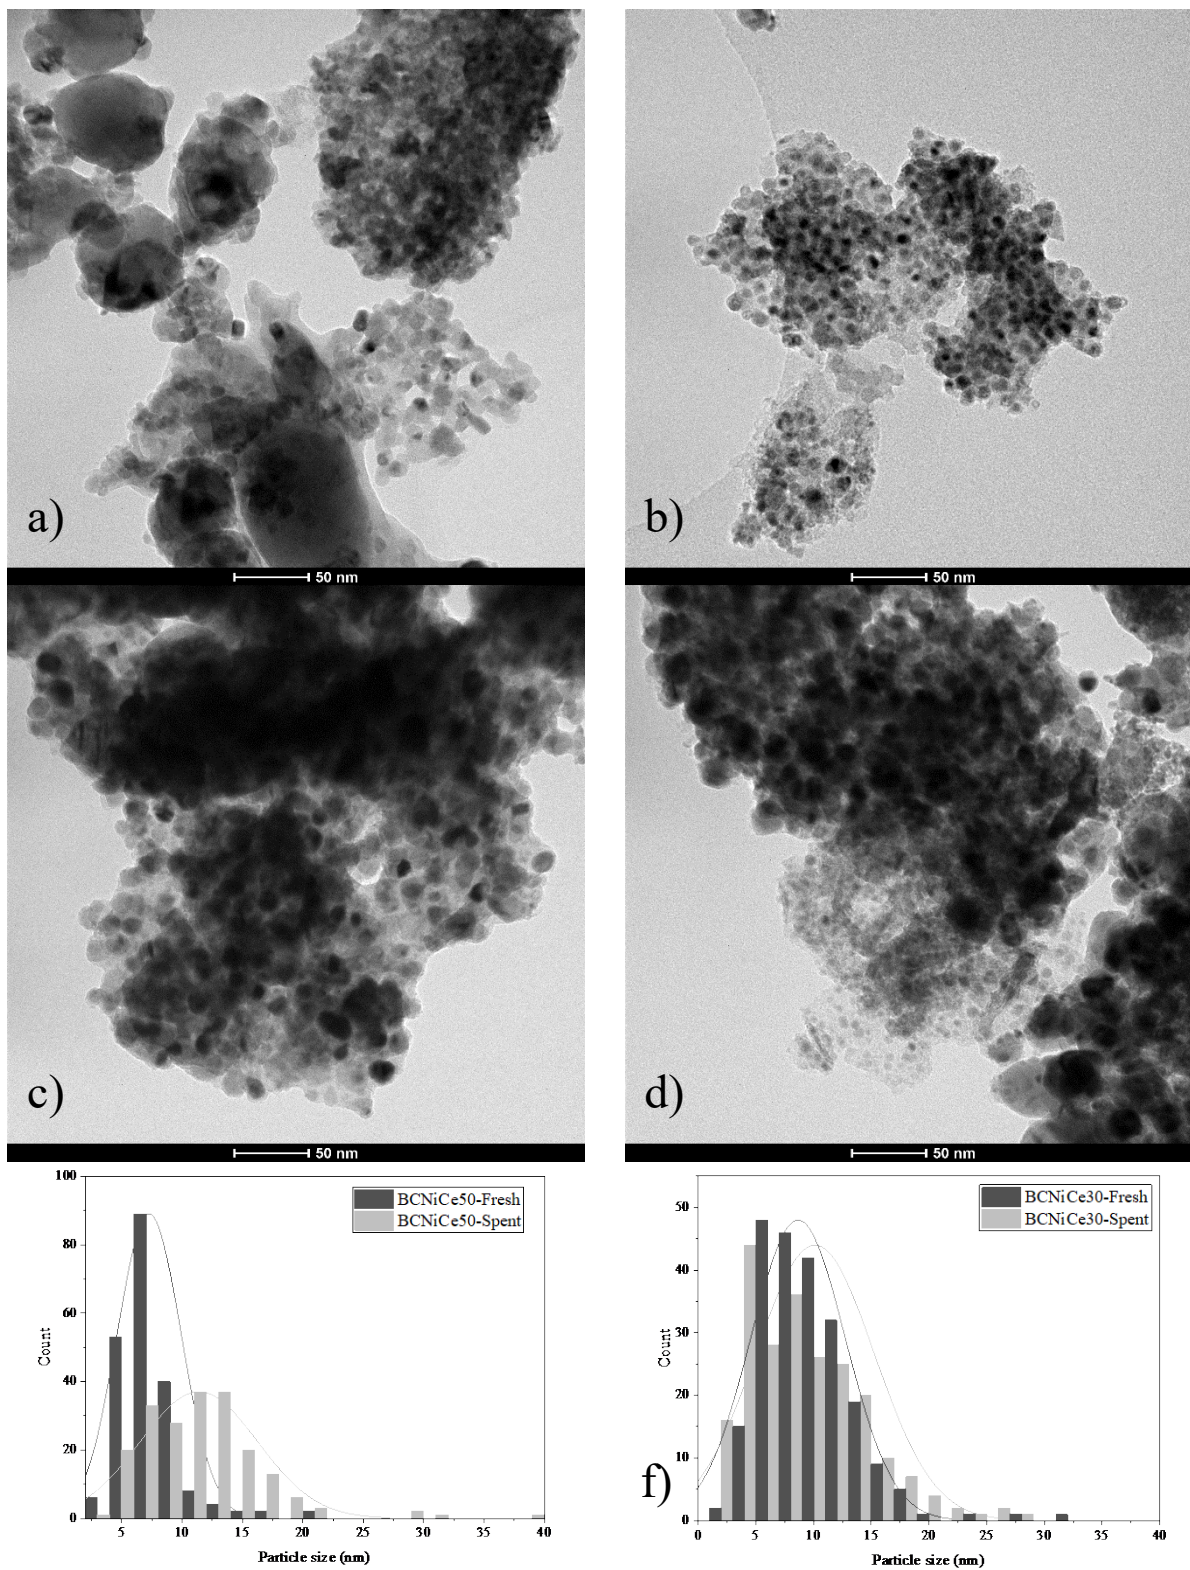 a)
b)
50 nm
50 nm
c)
d)
50 nm
50 nm
BCNiCe50-Fresh
BCNiCe50-Spent
Count
100
80
60
40
20
0
5
10
15
20
25
30
35
40
Particle size (nm)
BCNiCe30-Fresh
BCNiCe30-Spent
Count
50
40
30
20
10
0
f)
0
5
10
15
20
25
30
35
40
Particle size (nm)